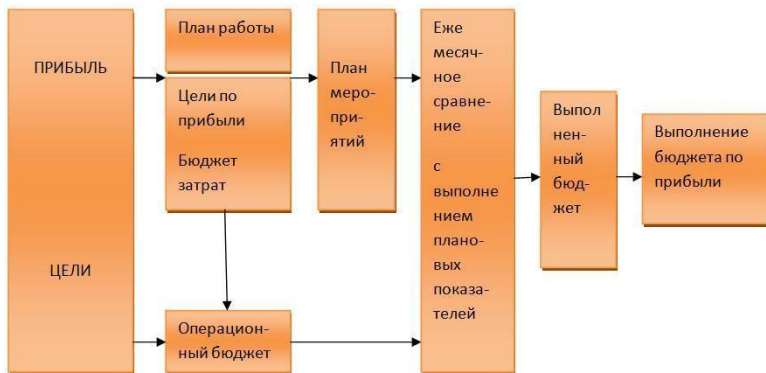 ПРИБЫЛЬ
ЦЕЛИ
План работы
Цели по
прибыли
Бюджет
затрат
Операцион-
ный бюджет
План
меро-
при-
ятий
Еже
месяч-
ное
сравне-
ние
с
выполне
нием
плано-
вых
показа-
телей
Выпол
нен-
ный
бюд-
жет
Выполнение
бюджета по
прибыли